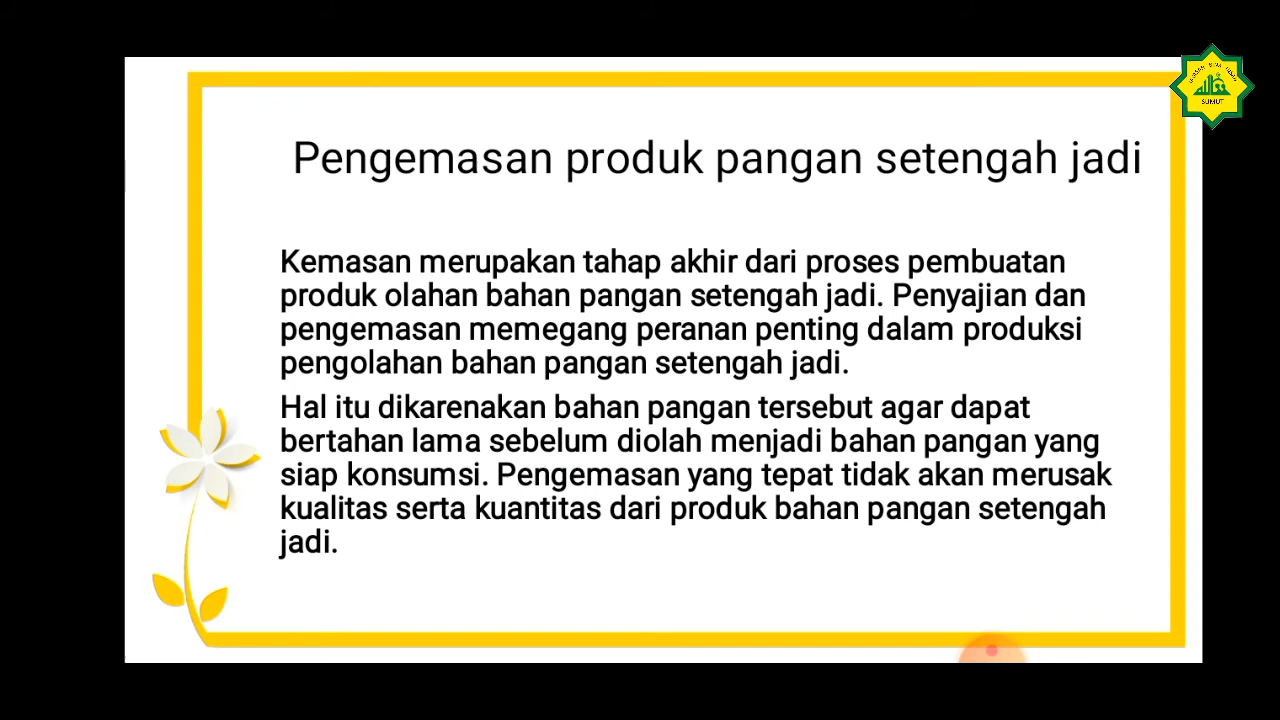 Pengemasan produk pangan setengah jadi
Kemasan merupakan tahap akhir dari proses pembuatan
produk olahan bahan pangan setengah jadi. Penyajian dan
pengemasan memegang peranan penting dalam produksi
pengolahan bahan pangan setengah jadi.
Hal itu dikarenakan bahan pangan tersebut agar dapat
bertahan lama sebelum diolah menjadi bahan pangan yang
siap konsumsi. Pengemasan yang tepat tidak akan merusak
kualitas serta kuantitas dari produk bahan pangan setengah
jadi.
SUMUT